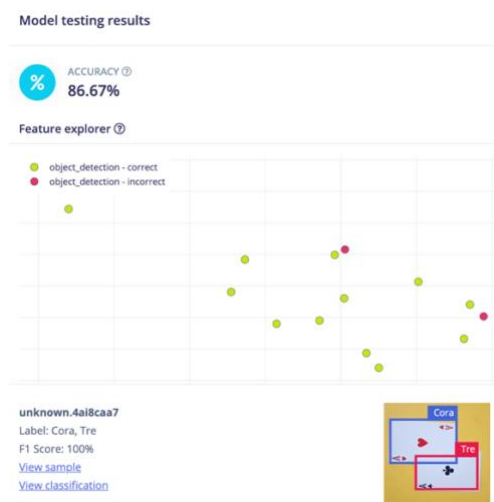 Model testing results
%
ACCURACY ?
86.67%
Feature explorer ?
object_detection - correct
object_detection - incorrect
unknown.4ai8caa7
Label: Cora, Tre
F1 Score: 100%
View sample
View classification
Cora
Tre